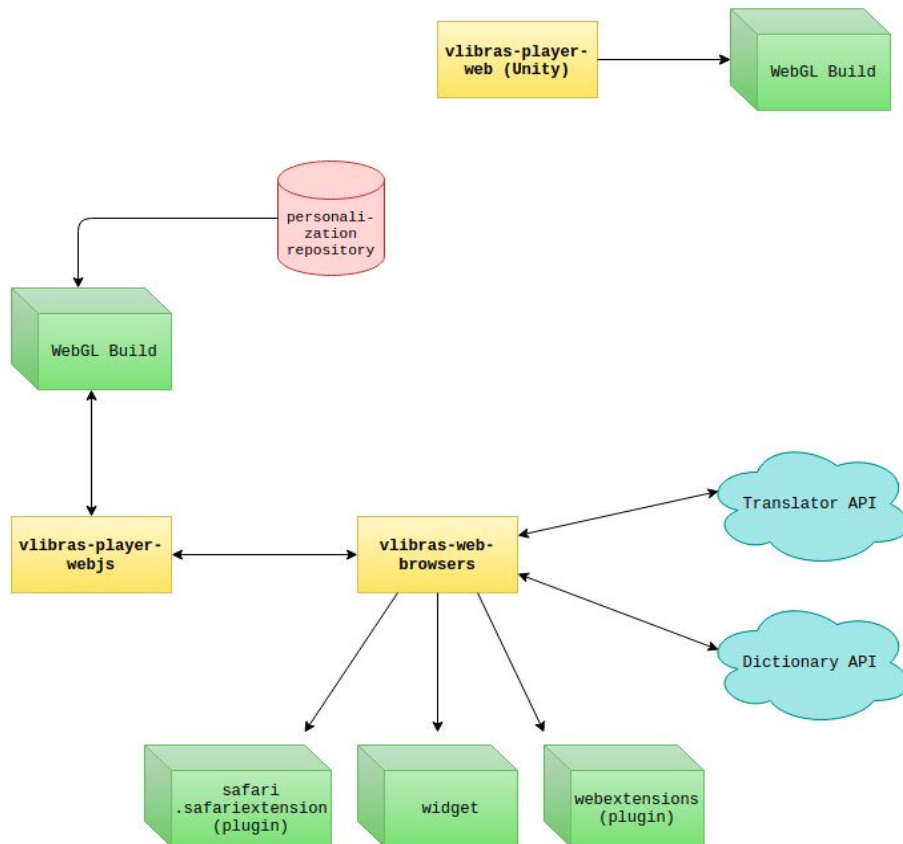 vlibras-player-
web (Unity)
WebGL Build
personali-
zation
repository
WebGL Build
Translator API
vlibras-player-
webjs
vlibras-web-
browsers
Dictionary API
safari
.safariextension
(plugin)
widget
webextensions
(plugin)